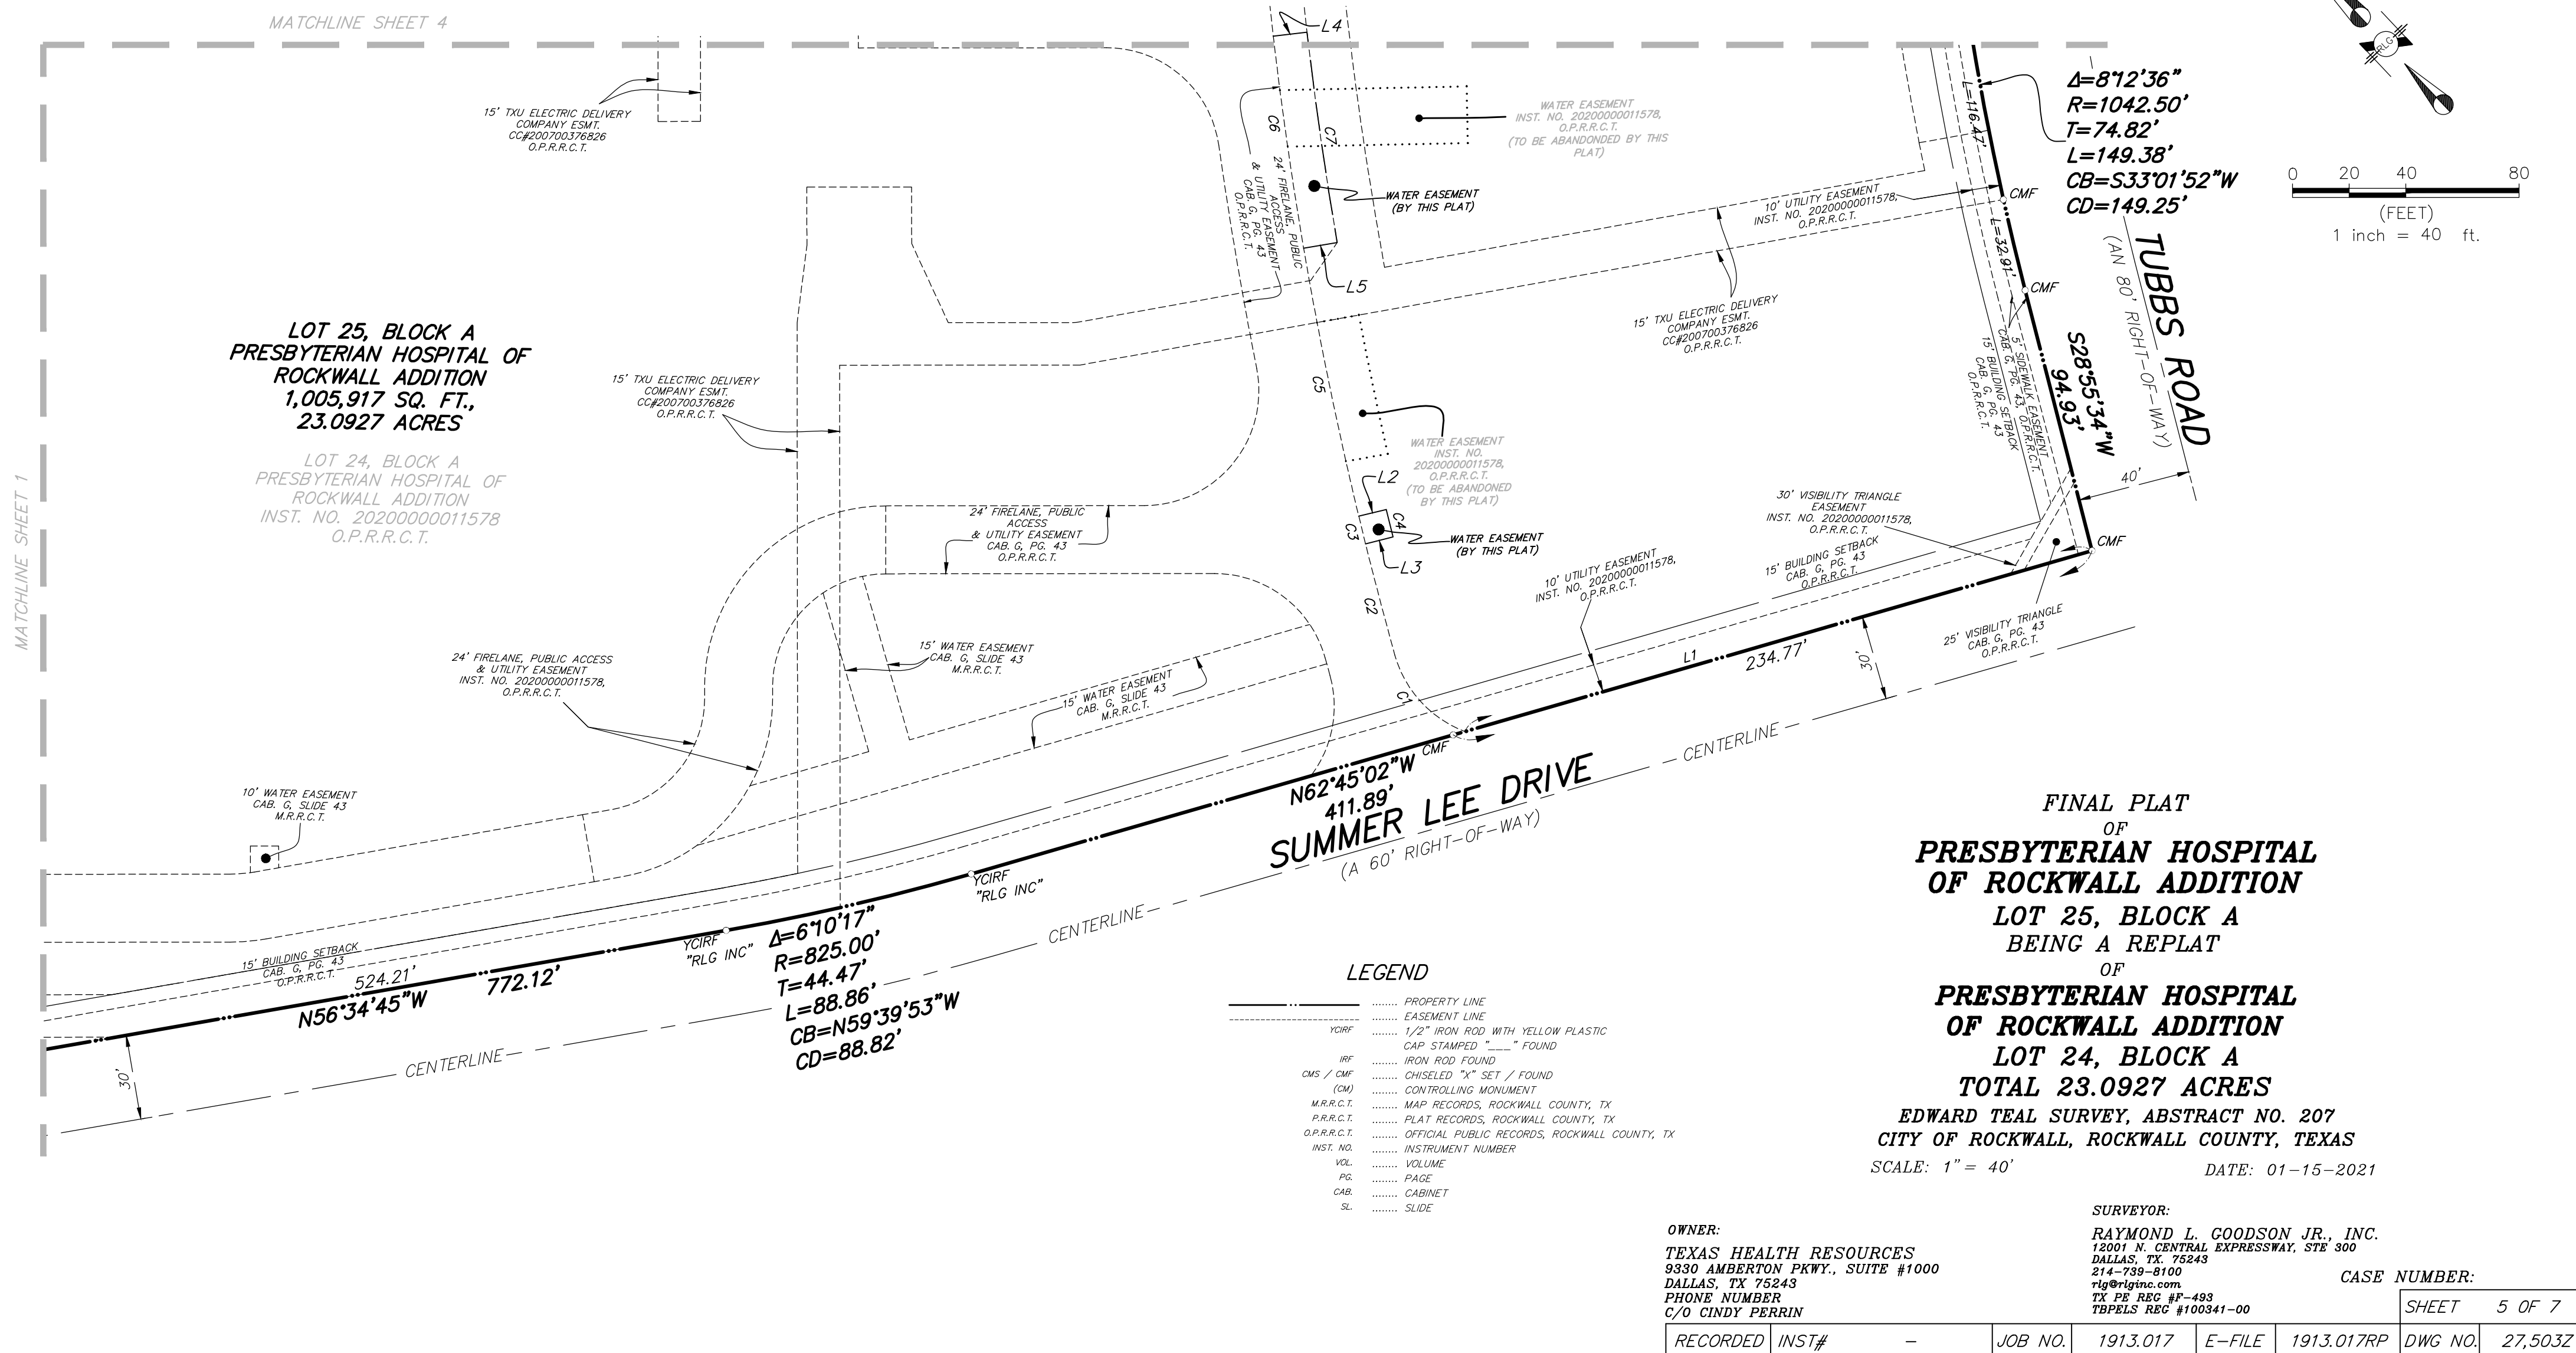 MATCHLINE SHEET 4
MATCHLINE SHEET 1
15' TXU ELECTRIC DELIVERY
COMPANY ESMT.
CC#200700376826
O.P.R.R.C.T.
L4
C6
C7
24' FIRELANE, PUBLIC
ACCESS
& UTILITY EASEMENT
CAB. G, PG. 43
O.P.R.R.C.T.
WATER EASEMENT
INST. NO. 20200000011578,
O.P.R.R.C.T.
(TO BE ABANDONDED BY THIS
PLAT)
WATER EASEMENT
(BY THIS PLAT)
L5
10' UTILITY EASEMENT
INST. NO. 20200000011578,
O.P.R.R.C.T.
L=116.47'
CMF
L=32.91'
CMF
Δ=8°12'36"
R=1042.50'
T=74.82'
L=149.38'
CB=S33°01'52"W
CD=149.25'
RLG
0 20 40 80
(FEET)
1 inch = 40 ft.
TUBBS ROAD
(AN 80' RIGHT-OF-WAY)
S28°55'34"W
94.93'
5' SIDEWALK EASEMENT
CAB. G, PG. 43, O.P.R.R.C.T.
15' BUILDING SETBACK
CAB. G, PG. 43
O.P.R.R.C.T.
40'
15' TXU ELECTRIC DELIVERY
COMPANY ESMT.
CC#200700376826
O.P.R.R.C.T.
LOT 25, BLOCK A
PRESBYTERIAN HOSPITAL OF
ROCKWALL ADDITION
1,005,917 SQ. FT.,
23.0927 ACRES
LOT 24, BLOCK A
PRESBYTERIAN HOSPITAL OF
ROCKWALL ADDITION
INST. NO. 20200000011578
O.P.R.R.C.T.
15' TXU ELECTRIC DELIVERY
COMPANY ESMT.
CC#200700376826
O.P.R.R.C.T.
C5
WATER EASEMENT
INST. NO.
20200000011578,
O.P.R.R.C.T.
(TO BE ABANDONED
BY THIS PLAT)
L2
C3
C4
L3
WATER EASEMENT
(BY THIS PLAT)
C2
C1
24' FIRELANE, PUBLIC
ACCESS
& UTILITY EASEMENT
CAB. G, PG. 43
O.P.R.R.C.T.
30' VISIBILITY TRIANGLE
EASEMENT
INST. NO. 20200000011578,
O.P.R.R.C.T.
CMF
10' UTILITY EASEMENT
INST. NO. 20200000011578,
O.P.R.R.C.T.
15' BUILDING SETBACK
CAB. G, PG. 43
O.P.R.R.C.T.
25' VISIBILITY TRIANGLE
CAB. G, PG. 43
O.P.R.R.C.T.
24' FIRELANE, PUBLIC ACCESS
& UTILITY EASEMENT
INST. NO. 20200000011578,
O.P.R.R.C.T.
15' WATER EASEMENT
CAB. G, SLIDE 43
M.R.R.C.T.
15' WATER EASEMENT
CAB. G, SLIDE 43
M.R.R.C.T.
L1
234.77'
30'
CMF
CENTERLINE
10' WATER EASEMENT
CAB. G, SLIDE 43
M.R.R.C.T.
N62°45'02"W
411.89'
SUMMER LEE DRIVE
(A 60' RIGHT-OF-WAY)
YCIRF
"RLG INC"
CENTERLINE
YCIRF
"RLG INC"
Δ=6°10'17"
R=825.00'
T=44.47'
L=88.86'
CB=N59°39'53"W
CD=88.82'
15' BUILDING SETBACK
CAB. G, PG. 43
O.P.R.R.C.T.
524.21'
N56°34'45"W
772.12'
CENTERLINE
30'
LEGEND
........ PROPERTY LINE
........ EASEMENT LINE
YCIRF ........ 1/2" IRON ROD WITH YELLOW PLASTIC
CAP STAMPED "___" FOUND
IRF ........ IRON ROD FOUND
CMS / CMF ........ CHISELED "X" SET / FOUND
(CM) ........ CONTROLLING MONUMENT
M.R.R.C.T. ........ MAP RECORDS, ROCKWALL COUNTY, TX
P.R.R.C.T. ........ PLAT RECORDS, ROCKWALL COUNTY, TX
O.P.R.R.C.T. ........ OFFICIAL PUBLIC RECORDS, ROCKWALL COUNTY, TX
INST. NO. ........ INSTRUMENT NUMBER
VOL. ........ VOLUME
PG. ........ PAGE
CAB. ........ CABINET
SL. ........ SLIDE
FINAL PLAT
OF
PRESBYTERIAN HOSPITAL
OF ROCKWALL ADDITION
LOT 25, BLOCK A
BEING A REPLAT
OF
PRESBYTERIAN HOSPITAL
OF ROCKWALL ADDITION
LOT 24, BLOCK A
TOTAL 23.0927 ACRES
EDWARD TEAL SURVEY, ABSTRACT NO. 207
CITY OF ROCKWALL, ROCKWALL COUNTY, TEXAS
SCALE: 1" = 40' DATE: 01-15-2021
OWNER:
TEXAS HEALTH RESOURCES
9330 AMBERTON PKWY., SUITE #1000
DALLAS, TX 75243
PHONE NUMBER
C/O CINDY PERRIN
SURVEYOR:
RAYMOND L. GOODSON JR., INC.
12001 N. CENTRAL EXPRESSWAY, STE 300
DALLAS, TX. 75243
214-739-8100
rlg@rlginc.com
TX PE REG #F-493
TBPELS REG #100341-00
CASE NUMBER:
SHEET 5 OF 7
RECORDED INST# - JOB NO. 1913.017 E-FILE 1913.017RP DWG NO. 27,503Z